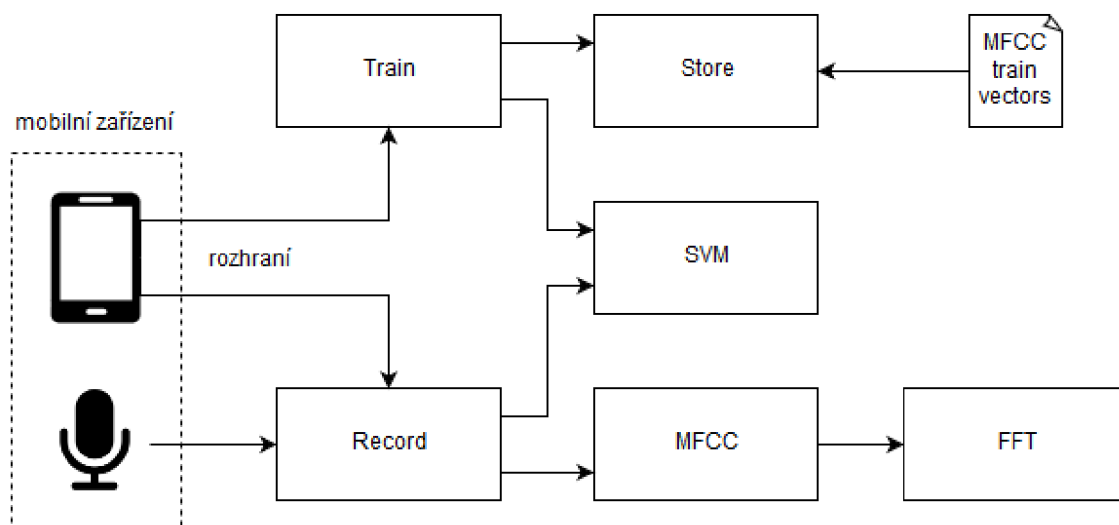 Train
Store
MFCC
train
vectors
mobilní zařízení
rozhraní
SVM
Record
MFCC
FFT